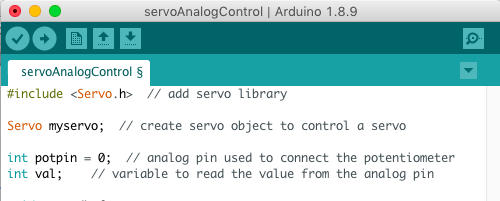 servoAnalogControl | Arduino 1.8.9
servoAnalogControl §
#include <Servo.h>  // add servo library
Servo myservo;  // create servo object to control a servo
int potpin = 0;  // analog pin used to connect the potentiometer
int val;    // variable to read the value from the analog pin